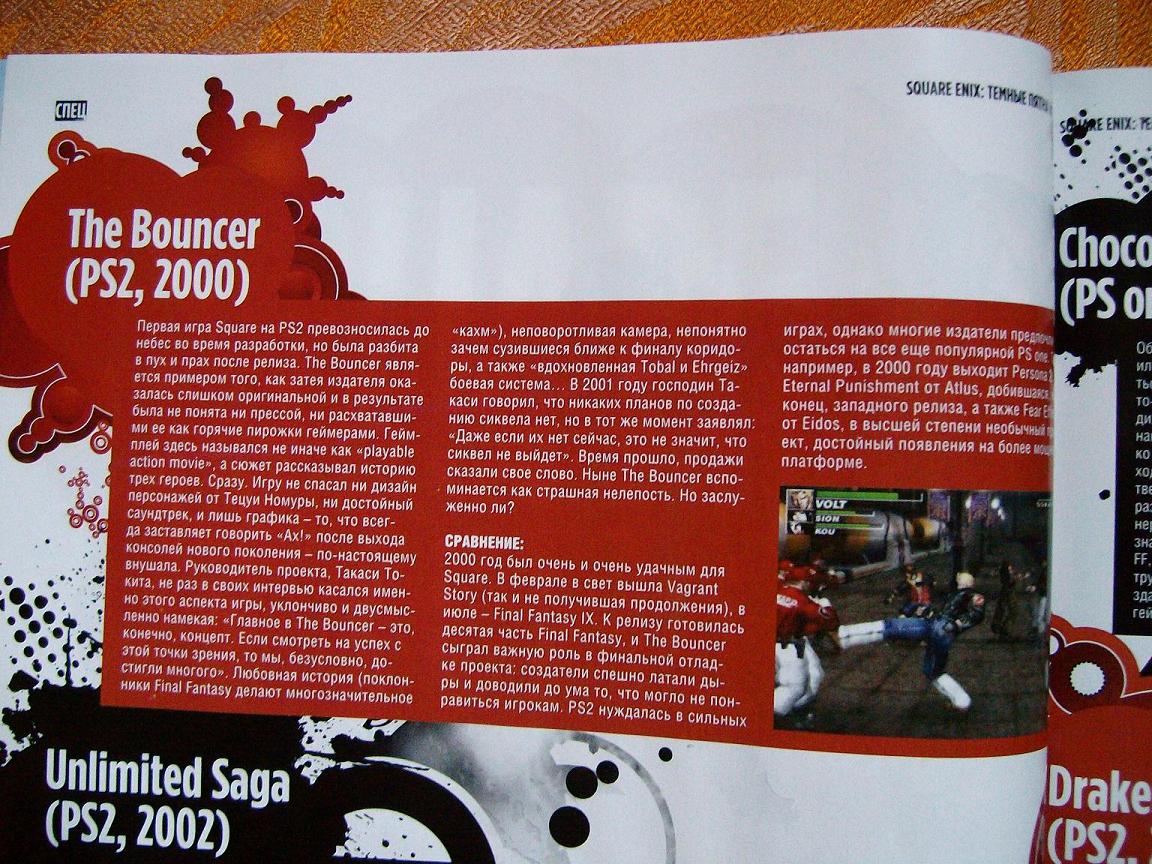 СПЕЦ
SQUARE ENIX: ТЕМНЫЕ ПЯТНА
The Bouncer
(PS2, 2000)
Первая игра Square на PS2 превозносилась до
небес во время разработки, но была разбита
в пух и прах после релиза. The Bouncer явля-
ется примером того, как затея издателя ока-
залась слишком оригинальной и в результате
была не понята ни прессой, ни расхвативши-
ми ее как горячие пирожки геймерами. Гейм-
плей здесь назывался не иначе как «playable
action movie», а сюжет рассказывал историю
трех героев. Сразу. Игру не спасал ни дизайн
персонажей от Тецуи Номуры, ни достойный
саундтрек, и лишь графика – то, что всег-
да заставляет говорить «Ах!» после выхода
консолей нового поколения – по-настоящему
внушала. Руководитель проекта, Такаси То-
кита, не раз в своих интервью касался имен-
но этого аспекта игры, уклончиво и двусмыс-
ленно намекая: «Главное в The Bouncer – это,
конечно, концепт. Если смотреть на успех с
этой точки зрения, то мы, безусловно, до-
стигли многого». Любовная история (поклон-
ники Final Fantasy делают многозначительное
«кахм»), неповоротливая камера, непонятно
зачем сузившиеся ближе к финалу коридо-
ры, а также «вдохновленная Tobal и Ehrgeiz»
боевая система... В 2001 году господин Та-
каси говорил, что никаких планов по созда-
нию сиквела нет, но в тот же момент заявлял:
«Даже если их нет сейчас, это не значит, что
сиквел не выйдет». Время прошло, продажи
сказали свое слово. Ныне The Bouncer вспо-
минается как страшная нелепость. Но заслу-
женно ли?
СРАВНЕНИЕ:
2000 год был очень и очень удачным для
Square. В феврале в свет вышла Vagrant
Story (так и не получившая продолжения), в
июле – Final Fantasy IX. К релизу готовилась
десятая часть Final Fantasy, и The Bouncer
сыграл важную роль в финальной отлад-
ке проекта: создатели спешно латали ды-
ры и доводили до ума то, что могло не пон-
равиться игрокам. PS2 нуждалась в сильных
играх, однако многие издатели
остаться на все еще популярной PS one
например, в 2000 году выходит Persona 2
Eternal Punishment от Atlus, добившаяся
конец, западного релиза, а также Fear
от Eidos, в высшей степени необычный
ект, достойный появления на более
платформе.
VOLT
SION
KOU
Unlimited Saga
(PS2, 2002)
SQUARE ENIX:
Choco
(PS
Drake
(PS2,